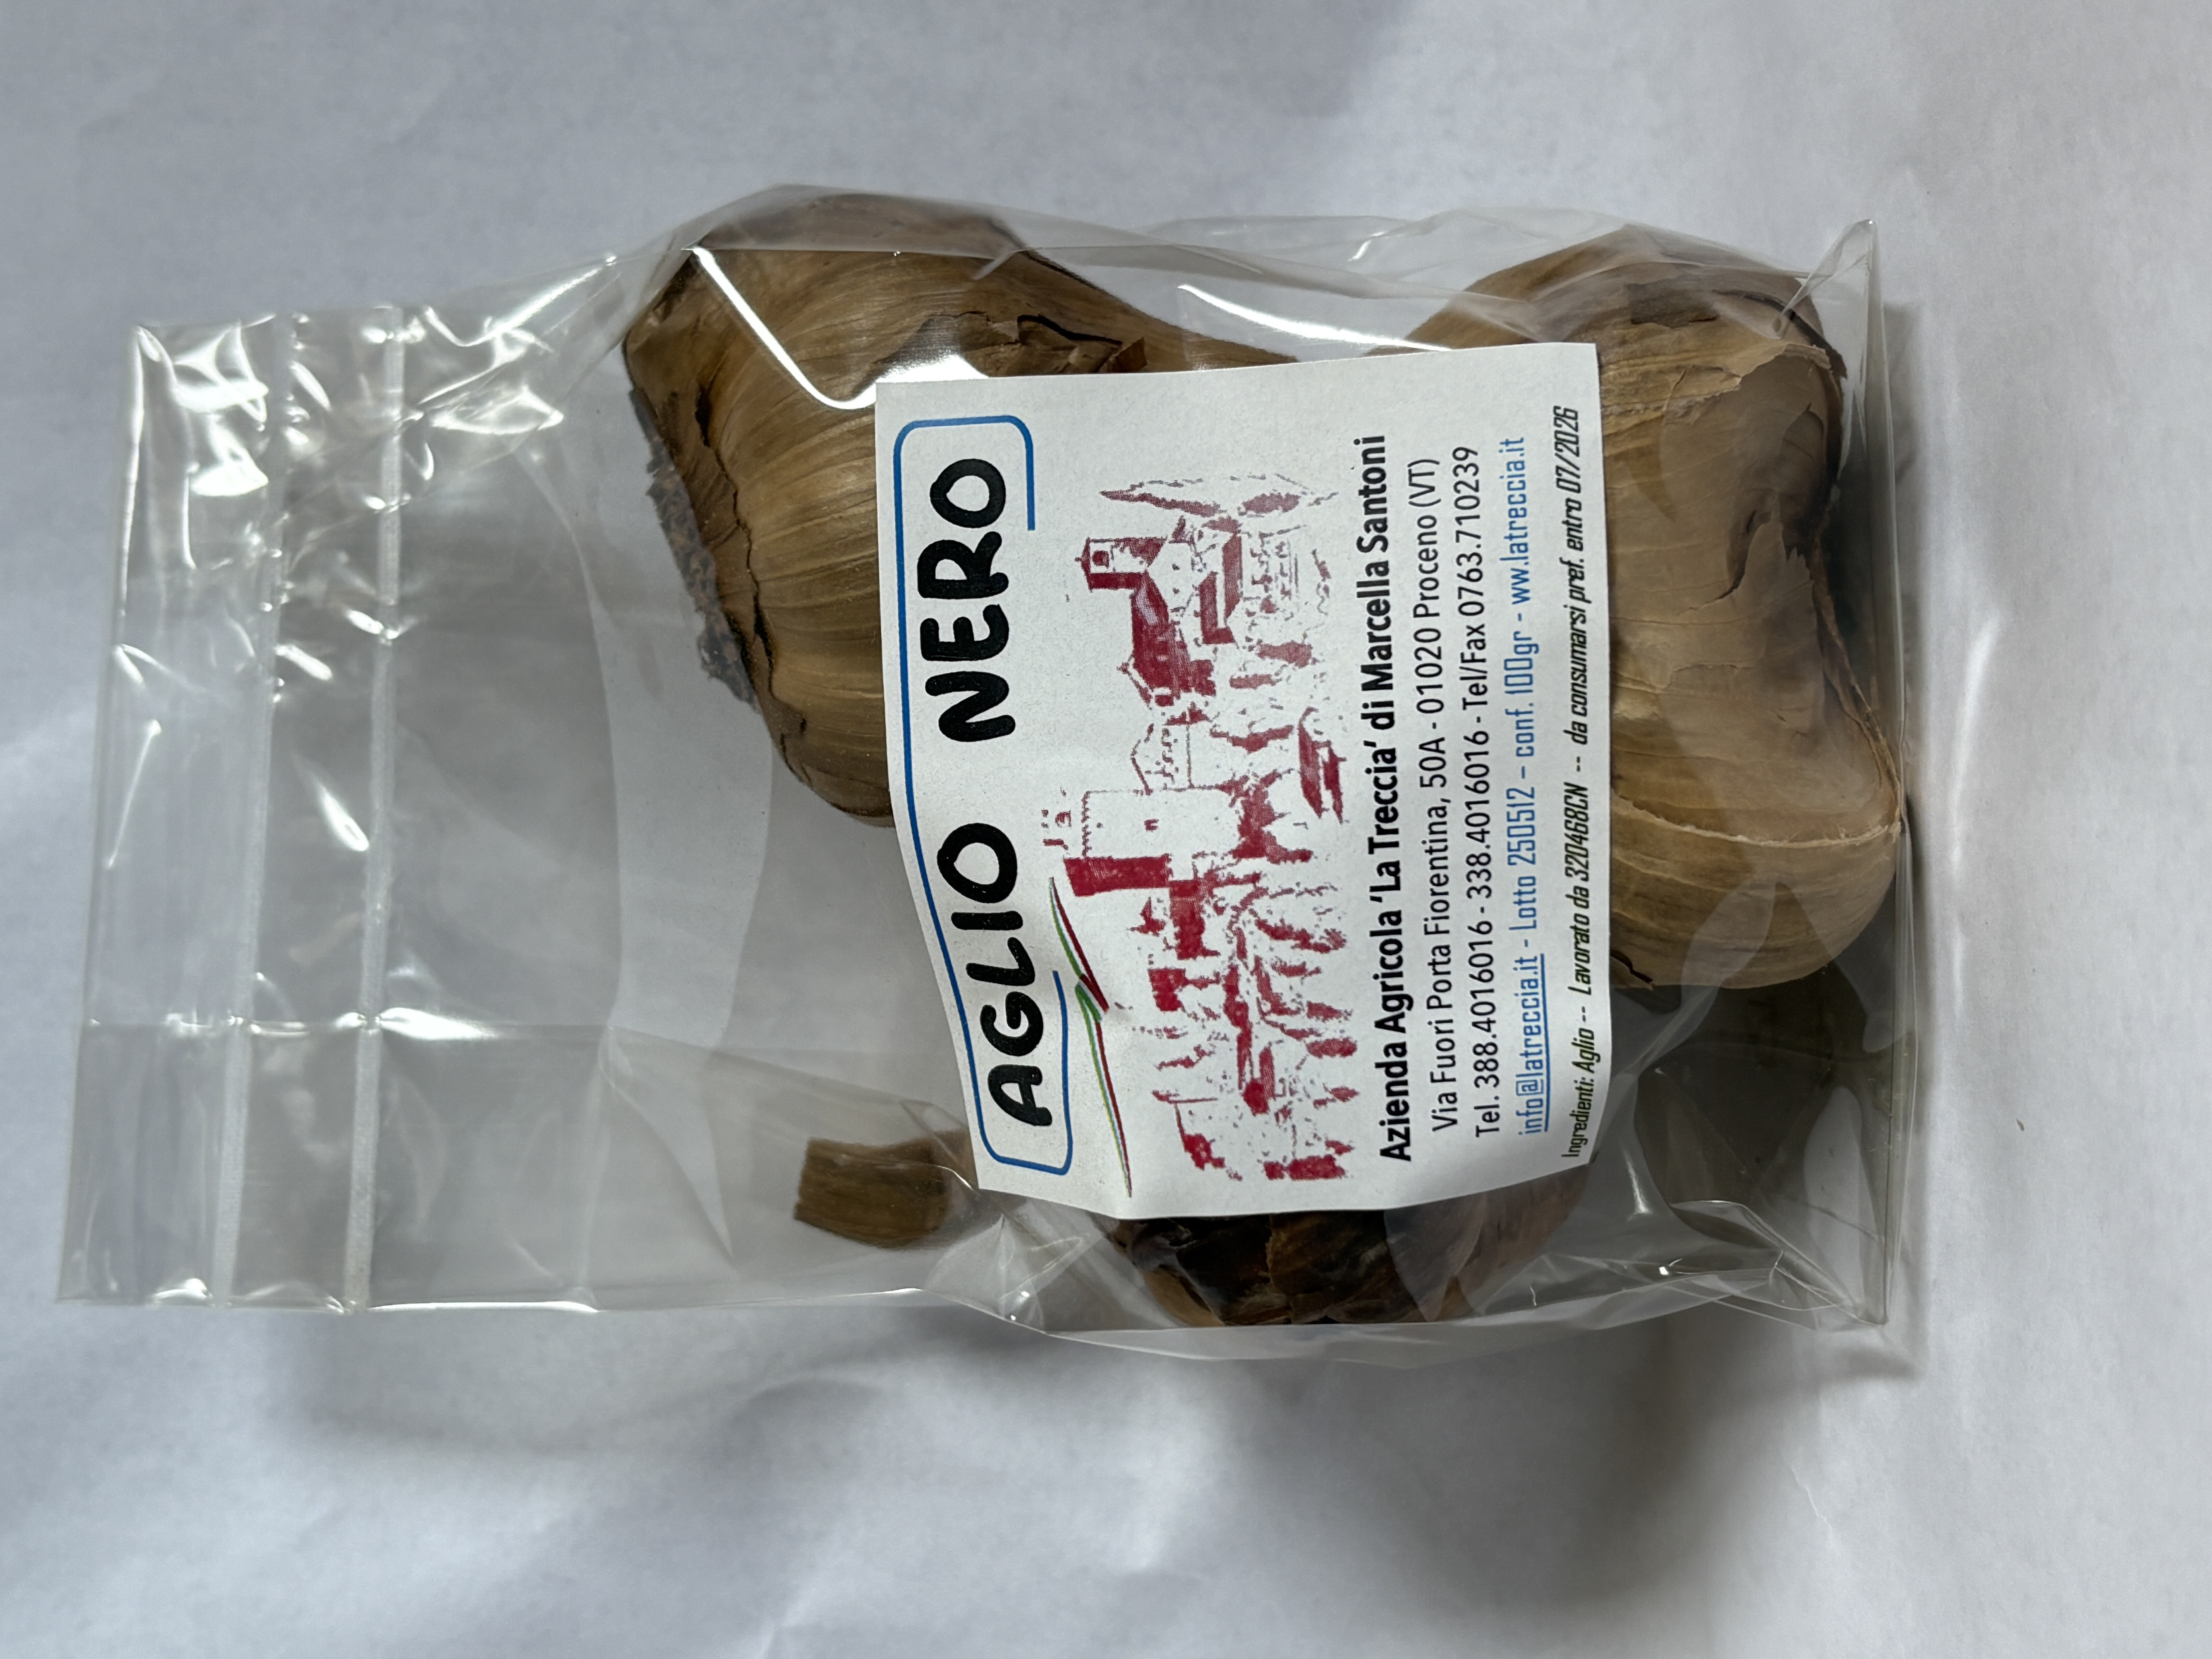 AGLIO NERO
Azienda Agricola 'La Treccia' di Marcella Santoni
Via Fuori Porta Fiorentina, 50A - 01020 Proceno (VT)
Tel. 388.4016016 - 338.4016016 - Tel/Fax 0763.710239
info@latreccia.it - Lotto 250512 - conf. 100gr - ww.latreccia.it
Ingredienti: Aglio -- Lavorato da 320468CN -- da consumarsi pref. entro 07/2026